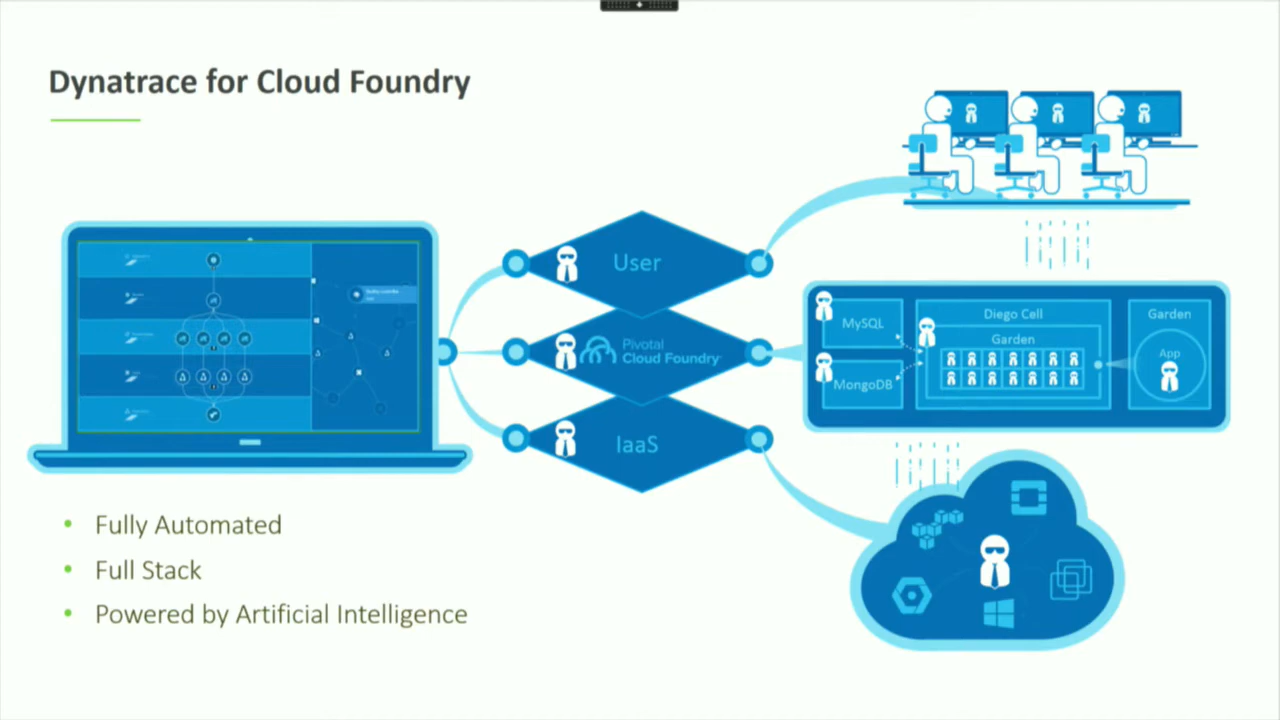 Dynatrace for Cloud Foundry
User
Pivotal
Cloud Foundry
IaaS
MySQL
MongoDB
Diego Cell
Garden
Garden
App
• Fully Automated
• Full Stack
• Powered by Artificial Intelligence